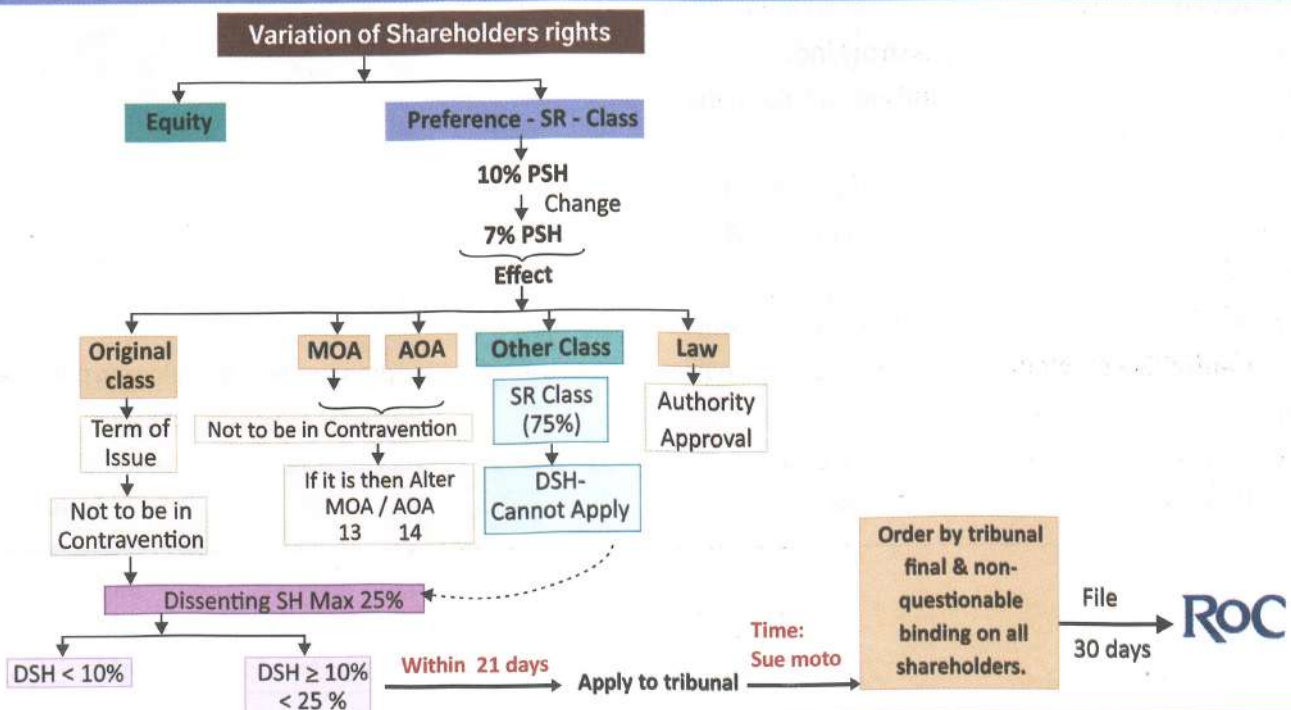 Variation of Shareholders rights
Equity
Preference - SR - Class
10% PSH
Change
7% PSH
Effect
Original
class
MOA
AOA
Other Class
Law
Term of
Issue
Not to be in Contravention
SR Class
(75%)
Authority
Approval
Not to be in
Contravention
If it is then Alter
MOA / AOA
13 14
DSH-
Cannot Apply
Dissenting SH Max 25%
DSH < 10%
DSH ≥ 10%
< 25 %
Within 21 days
Apply to tribunal
Time:
Sue moto
Order by tribunal
final & non-
questionable
binding on all
shareholders.
File
30 days
RoC